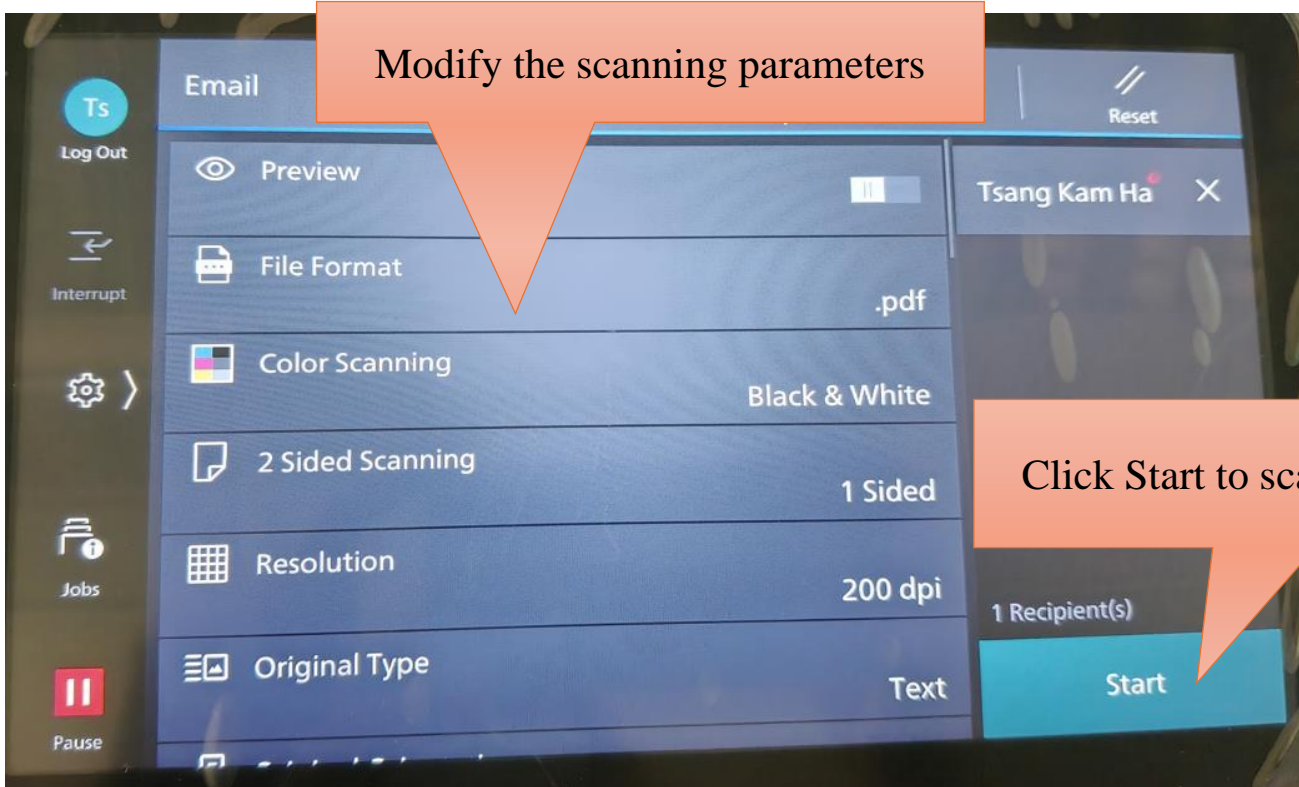 Modify the scanning parameters
Email
Reset
Ts
Log Out
Preview
Tsang Kam Ha
Interrupt
File Format
.pdf
Color Scanning
Black & White
2 Sided Scanning
1 Sided
Click Start to
Jobs
Resolution
200 dpi
1 Recipient(s)
Original Type
Text
Start
Pause